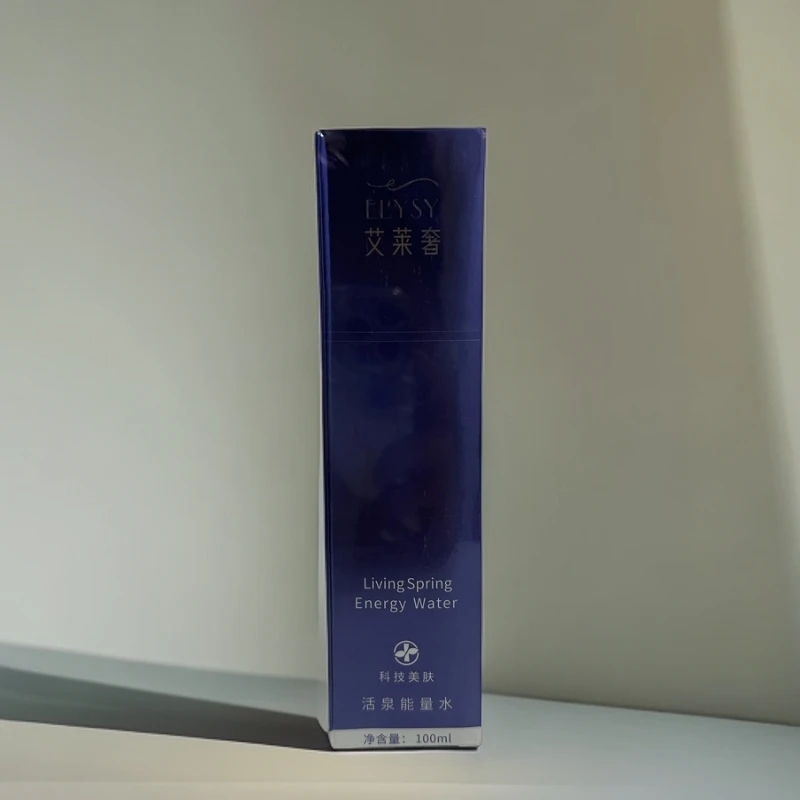 ELYSY
艾莱奢
Living Spring
Energy Water
科技美肤
活泉能量水
净含量: 100ml